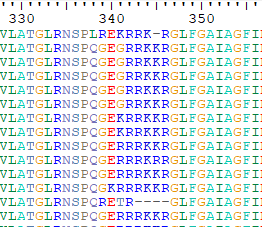 330 340 350
VLATGLRNSPLREKRRK-RGLFGAIAGFI
VLATGLRNSPQGEGRRKKRGLFGAIAGFI
VLATGLRNSPQGEGRRKKRGLFGAIAGFI
VLATGLRNSPQGEGRRKKRGLFGAIAGFI
VLATGLRNSPQGEGRRKKRGLFGAIAGFI
VLATGLRNSPQGEGRRKKRGLFGAIAGFI
VLATGLRNSPQGEKRRKKRGLFGAIAGFI
VLATGLRNSPQGERRRKKRGLFGAIAGFI
VLATGLRNSPQGERRRKKRGLFGAIAGFI
VLATGLRNSPQGERRRKKRGLFGAIAGFI
VLATGLRNSPQGERRRKKRGLFGAIAGFI
VLATGLRNSPQGKRRRKKRGLFGAIAGFI
VLATGLRNSPQRETR----GLFGAIAGFI
VLATGLRNSPQGERRRKKRGLFGAIAGFI